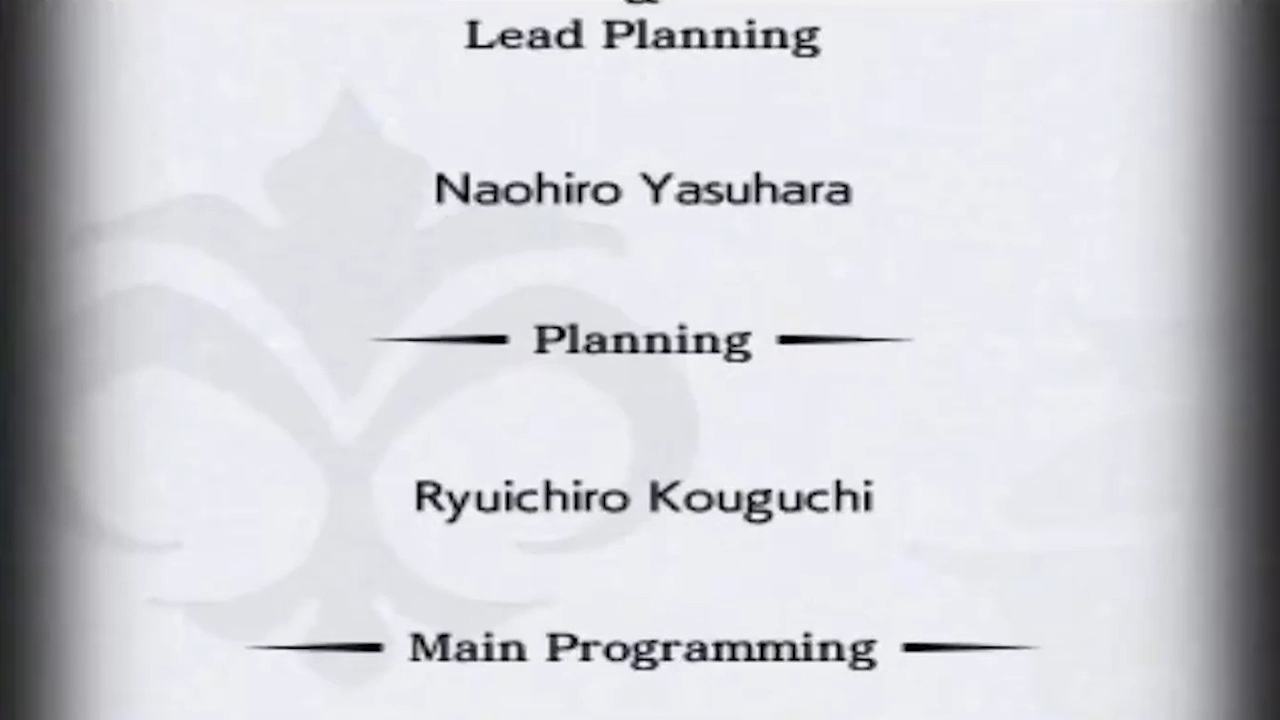 &
Lead Planning
Naohiro Yasuhara
Planning
Ryuichiro Kouguchi
Main Programming